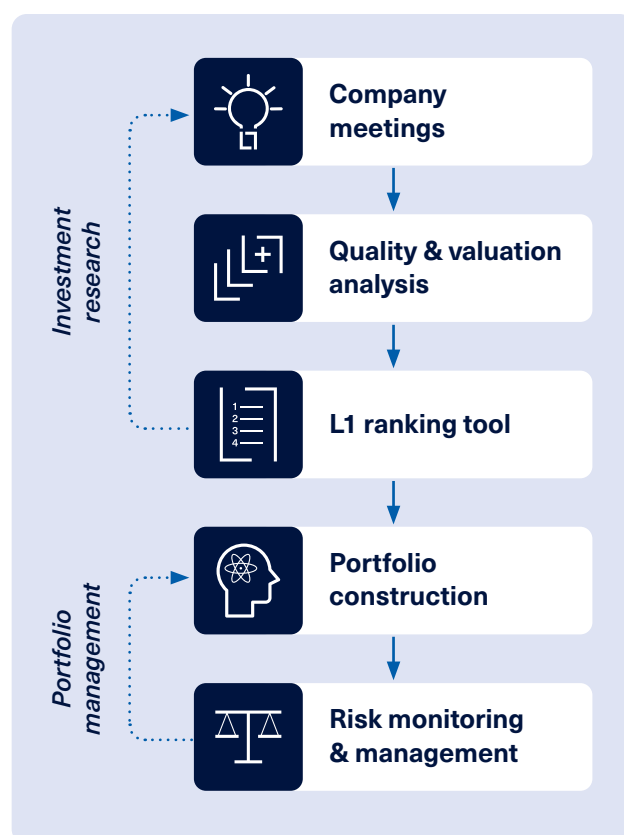 Company
meetings
Quality & valuation
analysis
1
2
3
4
L1 ranking tool
Investment
research
Portfolio
construction
Risk monitoring
& management
Portfolio
management